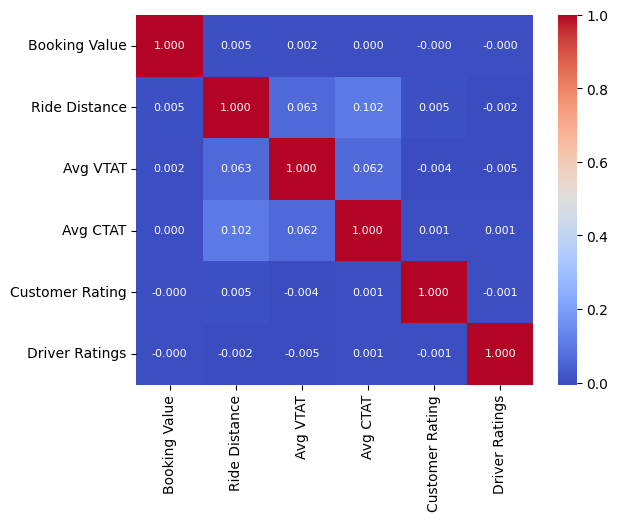 Booking Value 1.000 0.005 0.002 0.000 -0.000 -0.000
Ride Distance 0.005 1.000 0.063 0.102 0.005 -0.002
Avg VTAT 0.002 0.063 1.000 0.062 -0.004 -0.005
Avg CTAT 0.000 0.102 0.062 1.000 0.001 0.001
Customer Rating -0.000 0.005 -0.004 0.001 1.000 -0.001
Driver Ratings -0.000 -0.002 -0.005 0.001 -0.001 1.000
Booking Value
Ride Distance
Avg VTAT
Avg CTAT
Customer Rating
Driver Ratings
1.0
0.8
0.6
0.4
0.2
0.0